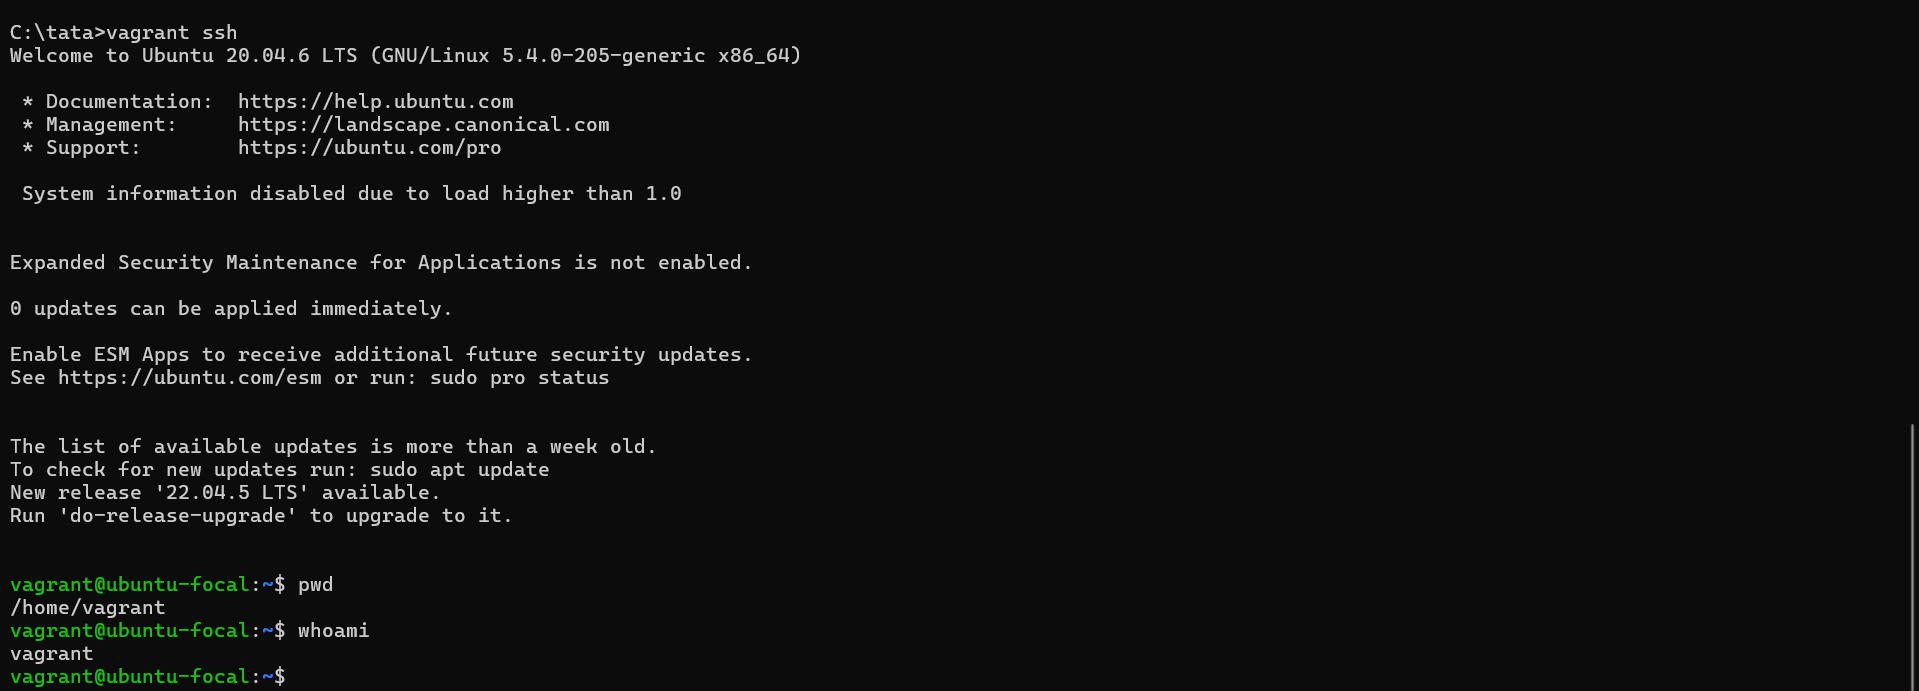 C:\tata>vagrant ssh
Welcome to Ubuntu 20.04.6 LTS (GNU/Linux 5.4.0-205-generic x86_64)
* Documentation:  https://help.ubuntu.com
* Management:     https://landscape.canonical.com
* Support:        https://ubuntu.com/pro
System information disabled due to load higher than 1.0
Expanded Security Maintenance for Applications is not enabled.
0 updates can be applied immediately.
Enable ESM Apps to receive additional future security updates.
See https://ubuntu.com/esm or run: sudo pro status
The list of available updates is more than a week old.
To check for new updates run: sudo apt update
New release '22.04.5 LTS' available.
Run 'do-release-upgrade' to upgrade to it.
vagrant@ubuntu-focal:~$ pwd
/home/vagrant
vagrant@ubuntu-focal:~$ whoami
vagrant
vagrant@ubuntu-focal:~$